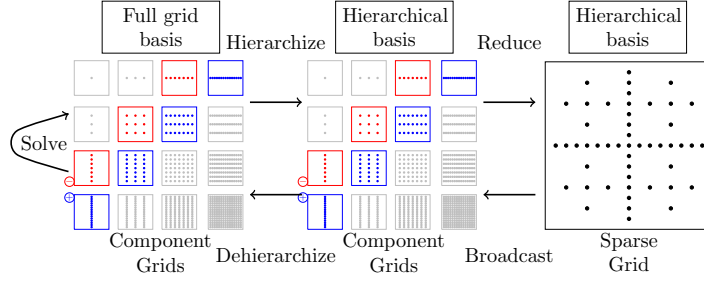 Full grid
basis
Hierarchize
Hierarchical
basis
Reduce
Hierarchical
basis
Solve
−
+
−
+
Component
Grids
Dehierarchize
Component
Grids
Broadcast
Sparse
Grid